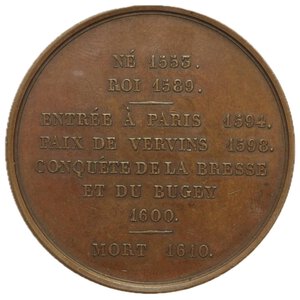 NÉ 1553.
ROI 1589.
ENTRÉE À PARIS 1594.
PAIX DE VERVINS 1598.
CONQUÊTE DE LA BRESSE
ET DU BUGEY
1600.
MORT 1610.